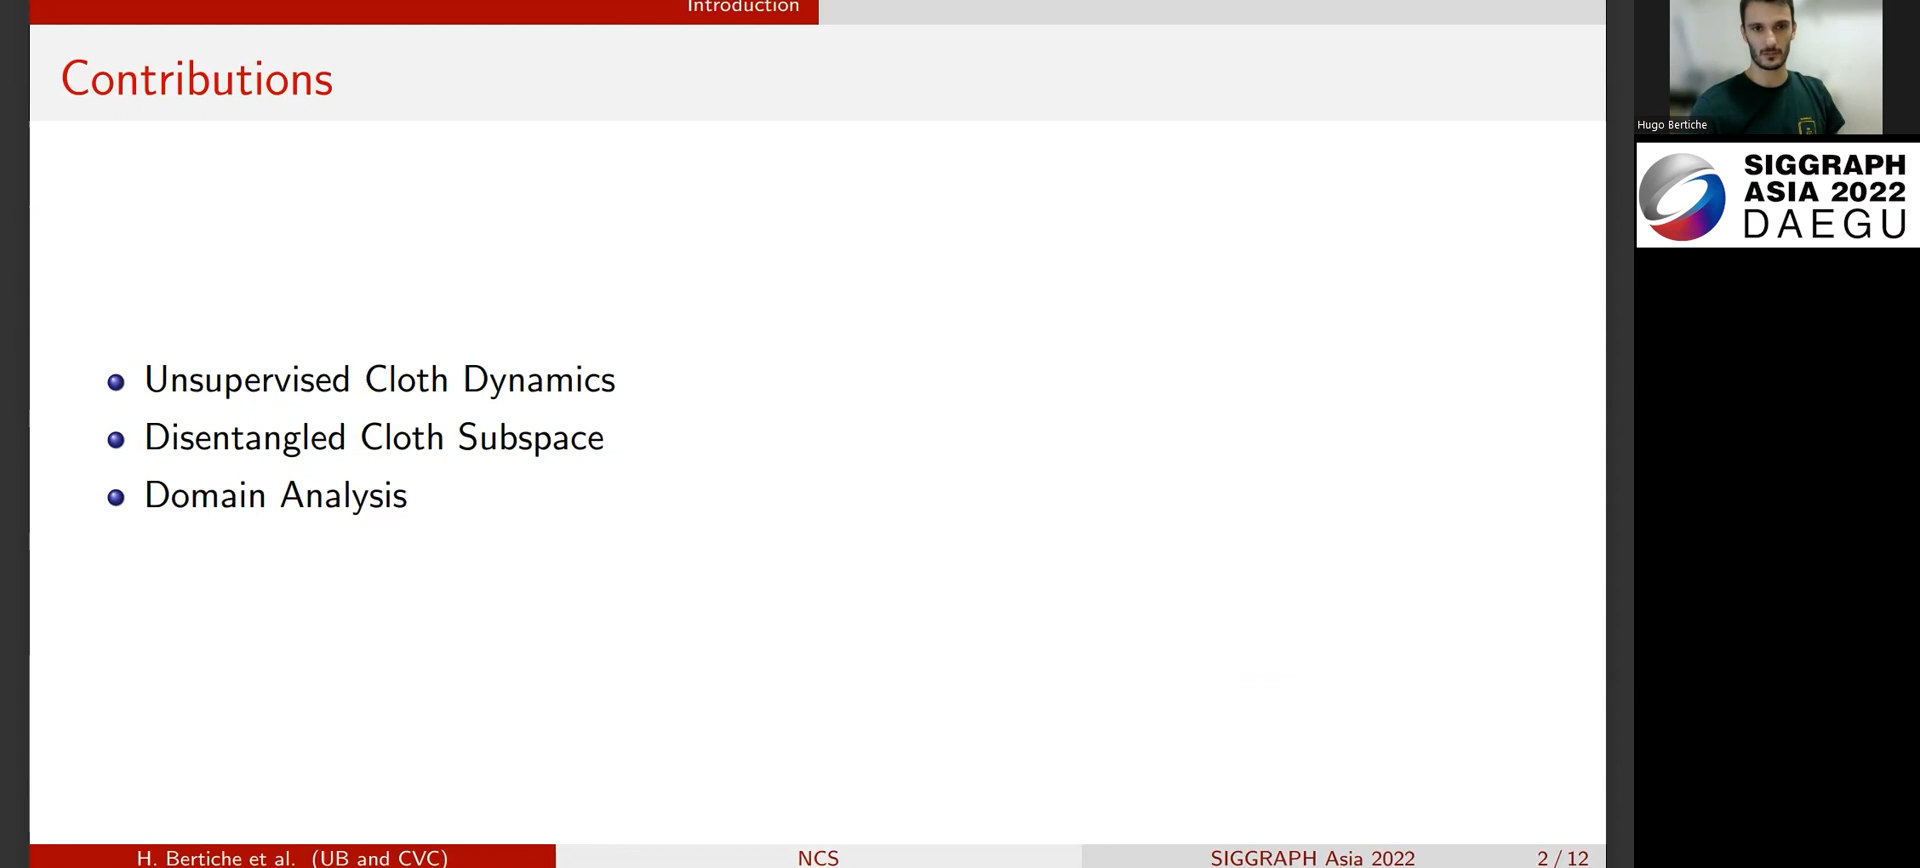 Introduction
Contributions
Unsupervised Cloth Dynamics
Disentangled Cloth Subspace
Domain Analysis
H. Bertiche et al. (UB and CVC)
NCS
SIGGRAPH Asia 2022
2 / 12
Hugo Bertiche
SIGGRAPH
ASIA 2022
DAEGU